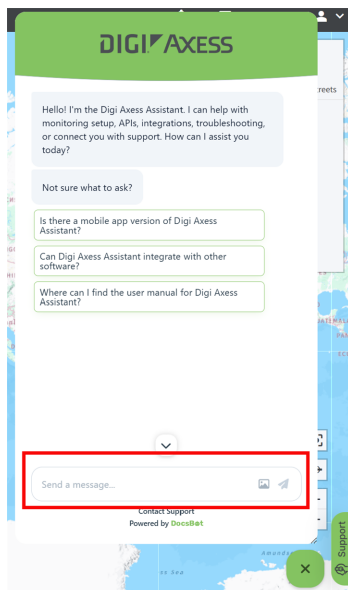 DIGI AXESS
Hello! I'm the Digi Axess Assistant. I can help with
monitoring setup, APIs, integrations, troubleshooting,
or connect you with support. How can I assist you
today?
Not sure what to ask?
Is there a mobile app version of Digi Axess
Assistant?
Can Digi Axess Assistant integrate with other
software?
Where can I find the user manual for Digi Axess
Assistant?
Send a message...
Contact Support
Powered by DocsBot
reets
Support
ss Sea